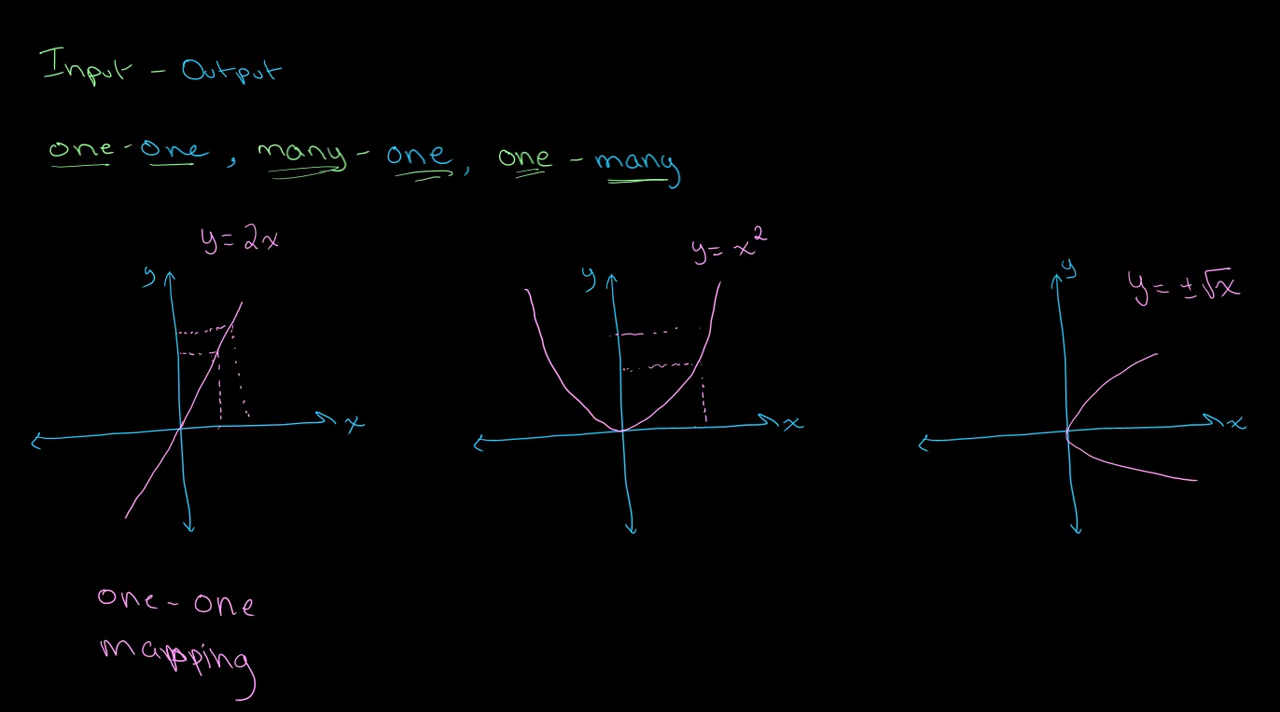 Input - Output
one - one, many - one, one - many
y = 2x
y = x²
y = ±√x
y
x
y
x
y
x
one - one
mapping